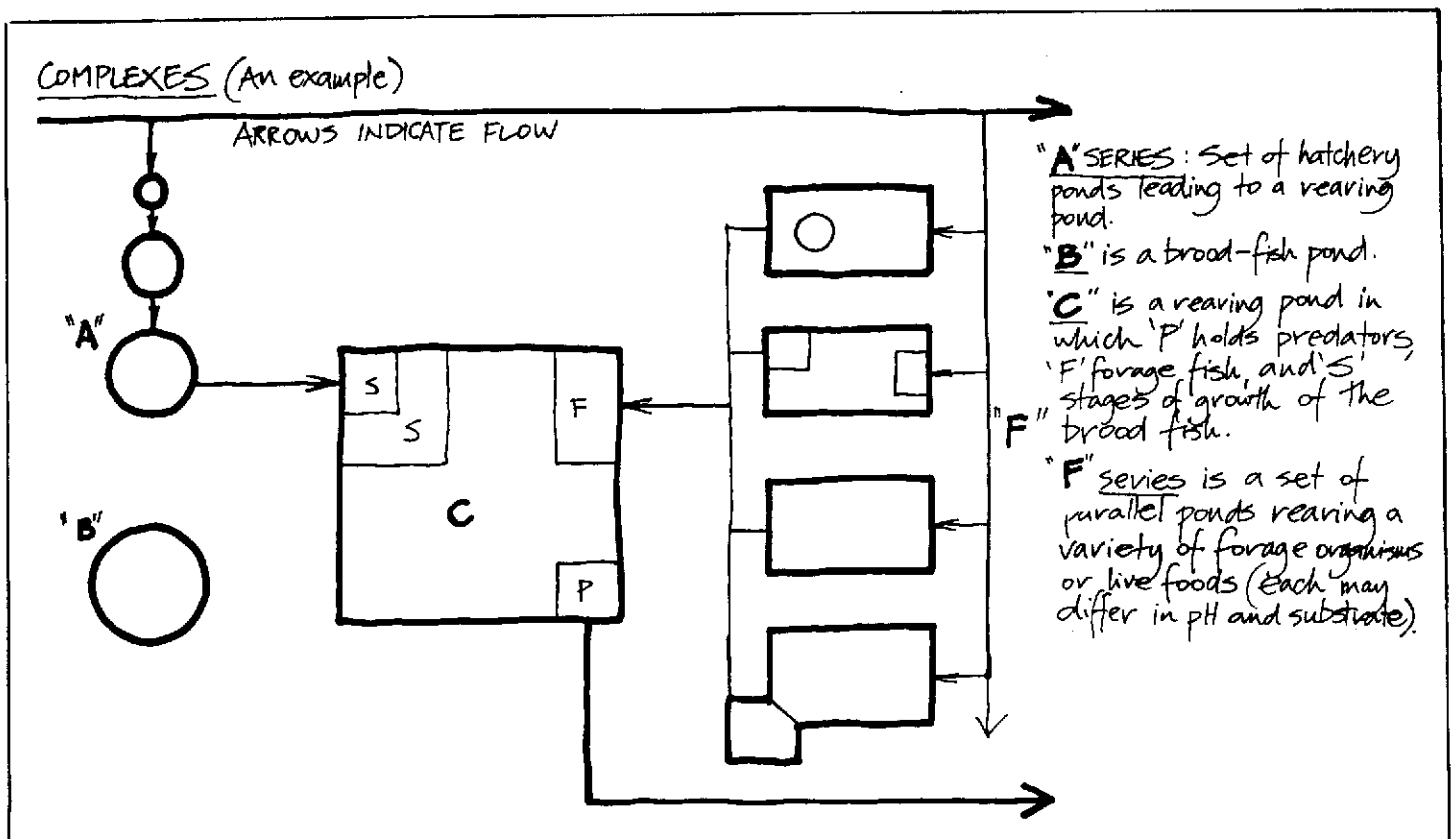 COMPLEXES (An example)
ARROWS INDICATE FLOW
"A"
"B"
S
S
F
C
P
"F"
"A" SERIES: Set of hatchery
ponds leading to a rearing
pond.
"B" is a brood-fish pond.
"C" is a rearing pond in
which 'P' holds predators,
'F' forage fish, and 'S'
stages of growth of the
brood fish.
"F" series is a set of
parallel ponds rearing a
variety of forage organisms
or live foods (each may
differ in pH and substrate).